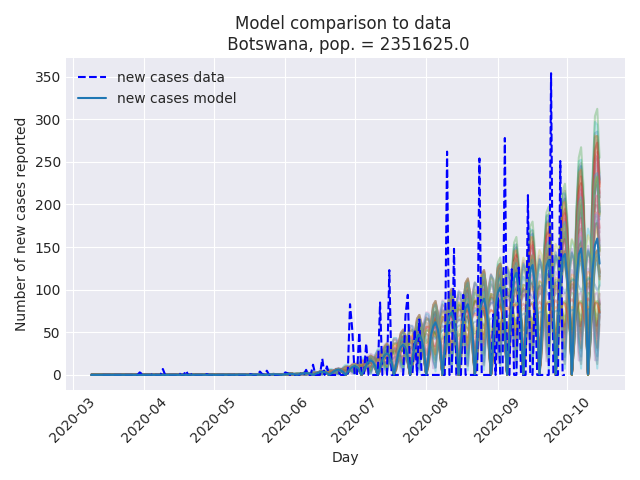 Model comparison to data
Botswana, pop. = 2351625.0
new cases data
new cases model
Number of new cases reported
350
300
250
200
150
100
50
0
2020-03
2020-04
2020-05
2020-06
2020-07
2020-08
2020-09
2020-10
Day